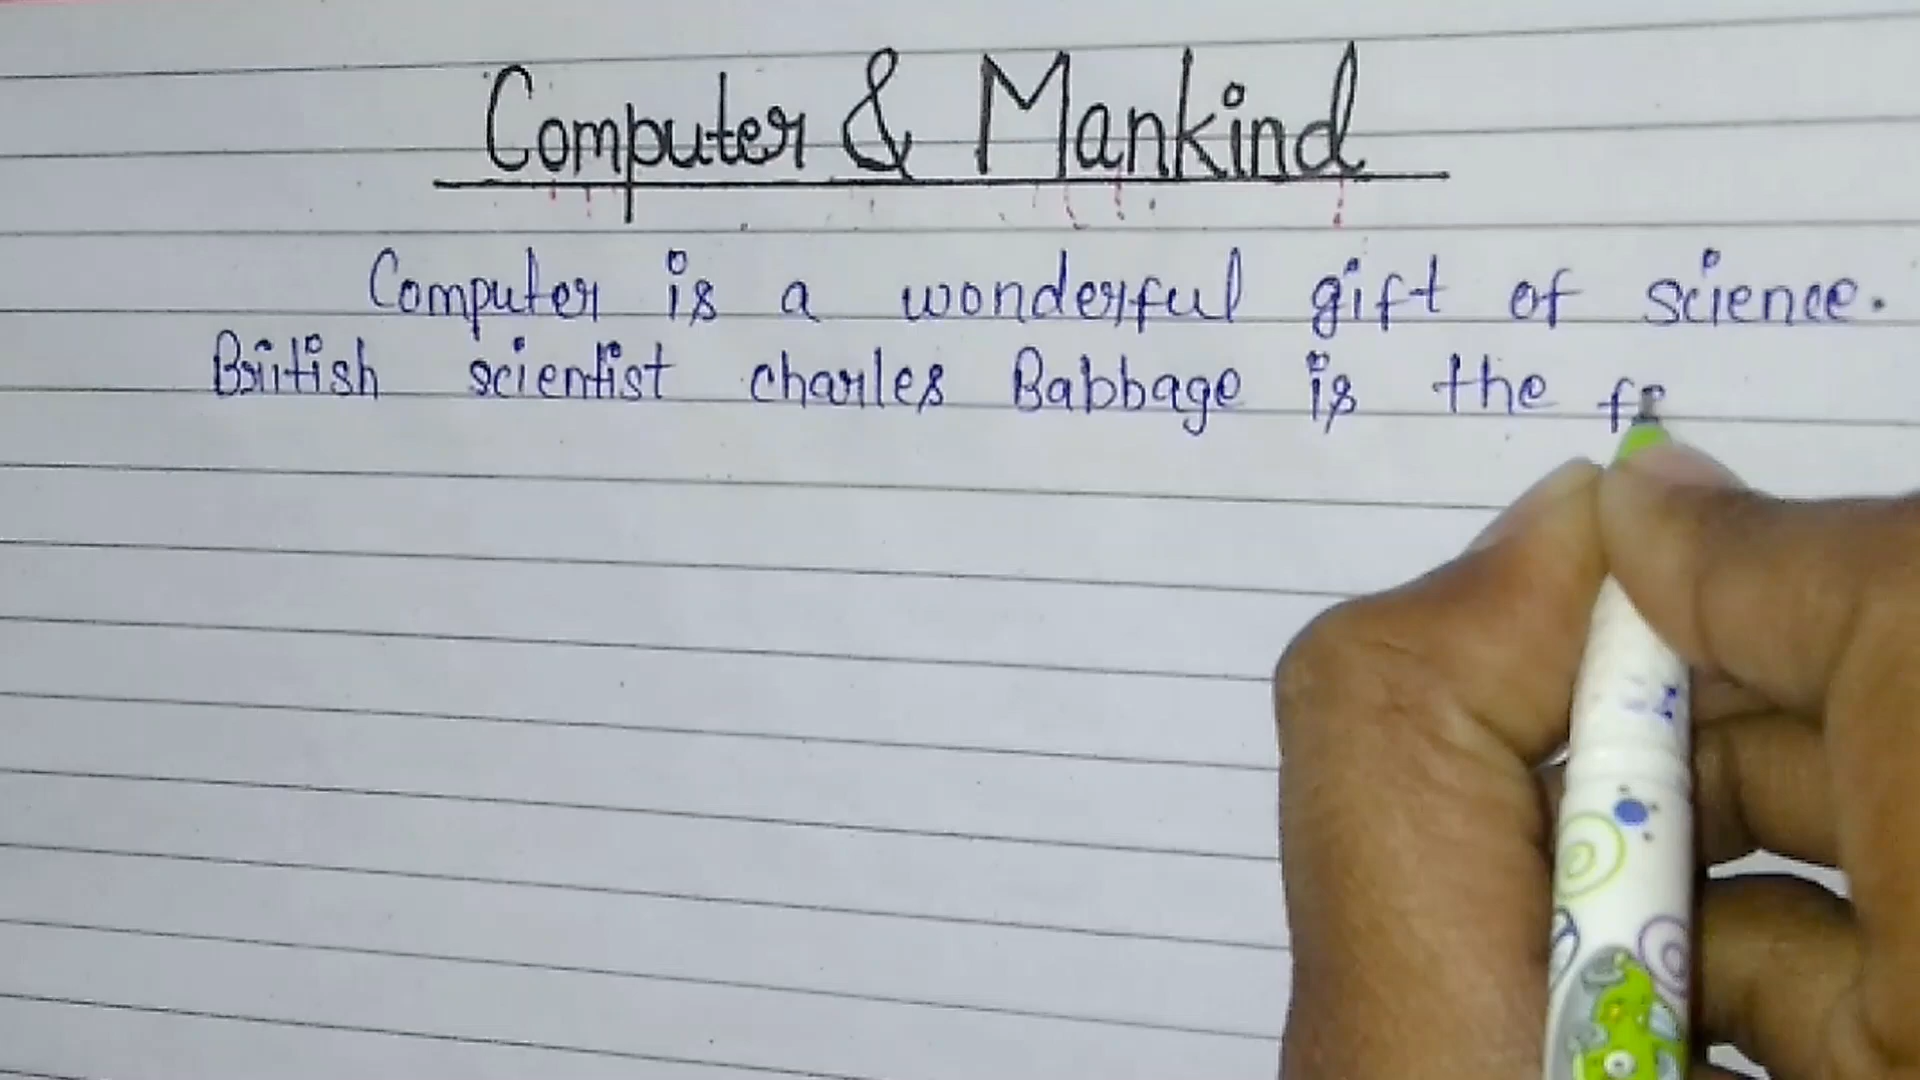 Computer & Mankind
Computer is a wonderful gift of science.
British scientist charles Babbage is the